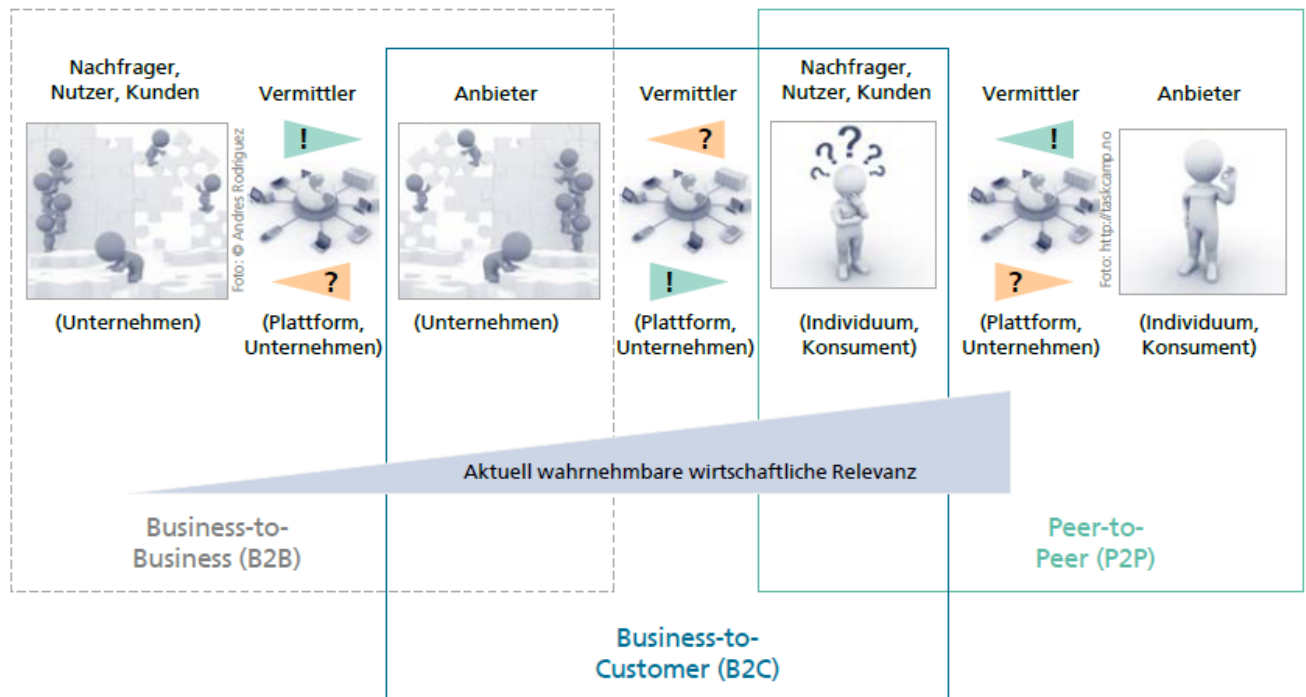 Nachfrager,
Nutzer, Kunden
Vermittler
Anbieter
Vermittler
Nachfrager
Nutzer, Kunden
Vermittler
Anbieter
!
?
!
Foto: © Andres Rodriguez
? ? ? ? ?
Foto: http://taskcamp.no
?
!
?
(Unternehmen)
(Plattform,
Unternehmen)
(Unternehmen)
(Plattform,
Unternehmen)
(Individuum,
Konsument)
(Plattform,
Unternehmen)
(Individuum,
Konsument)
Aktuell wahrnehmbare wirtschaftliche Relevanz
Business-to-
Business (B2B)
Peer-to-
Peer (P2P)
Business-to-
Customer (B2C)